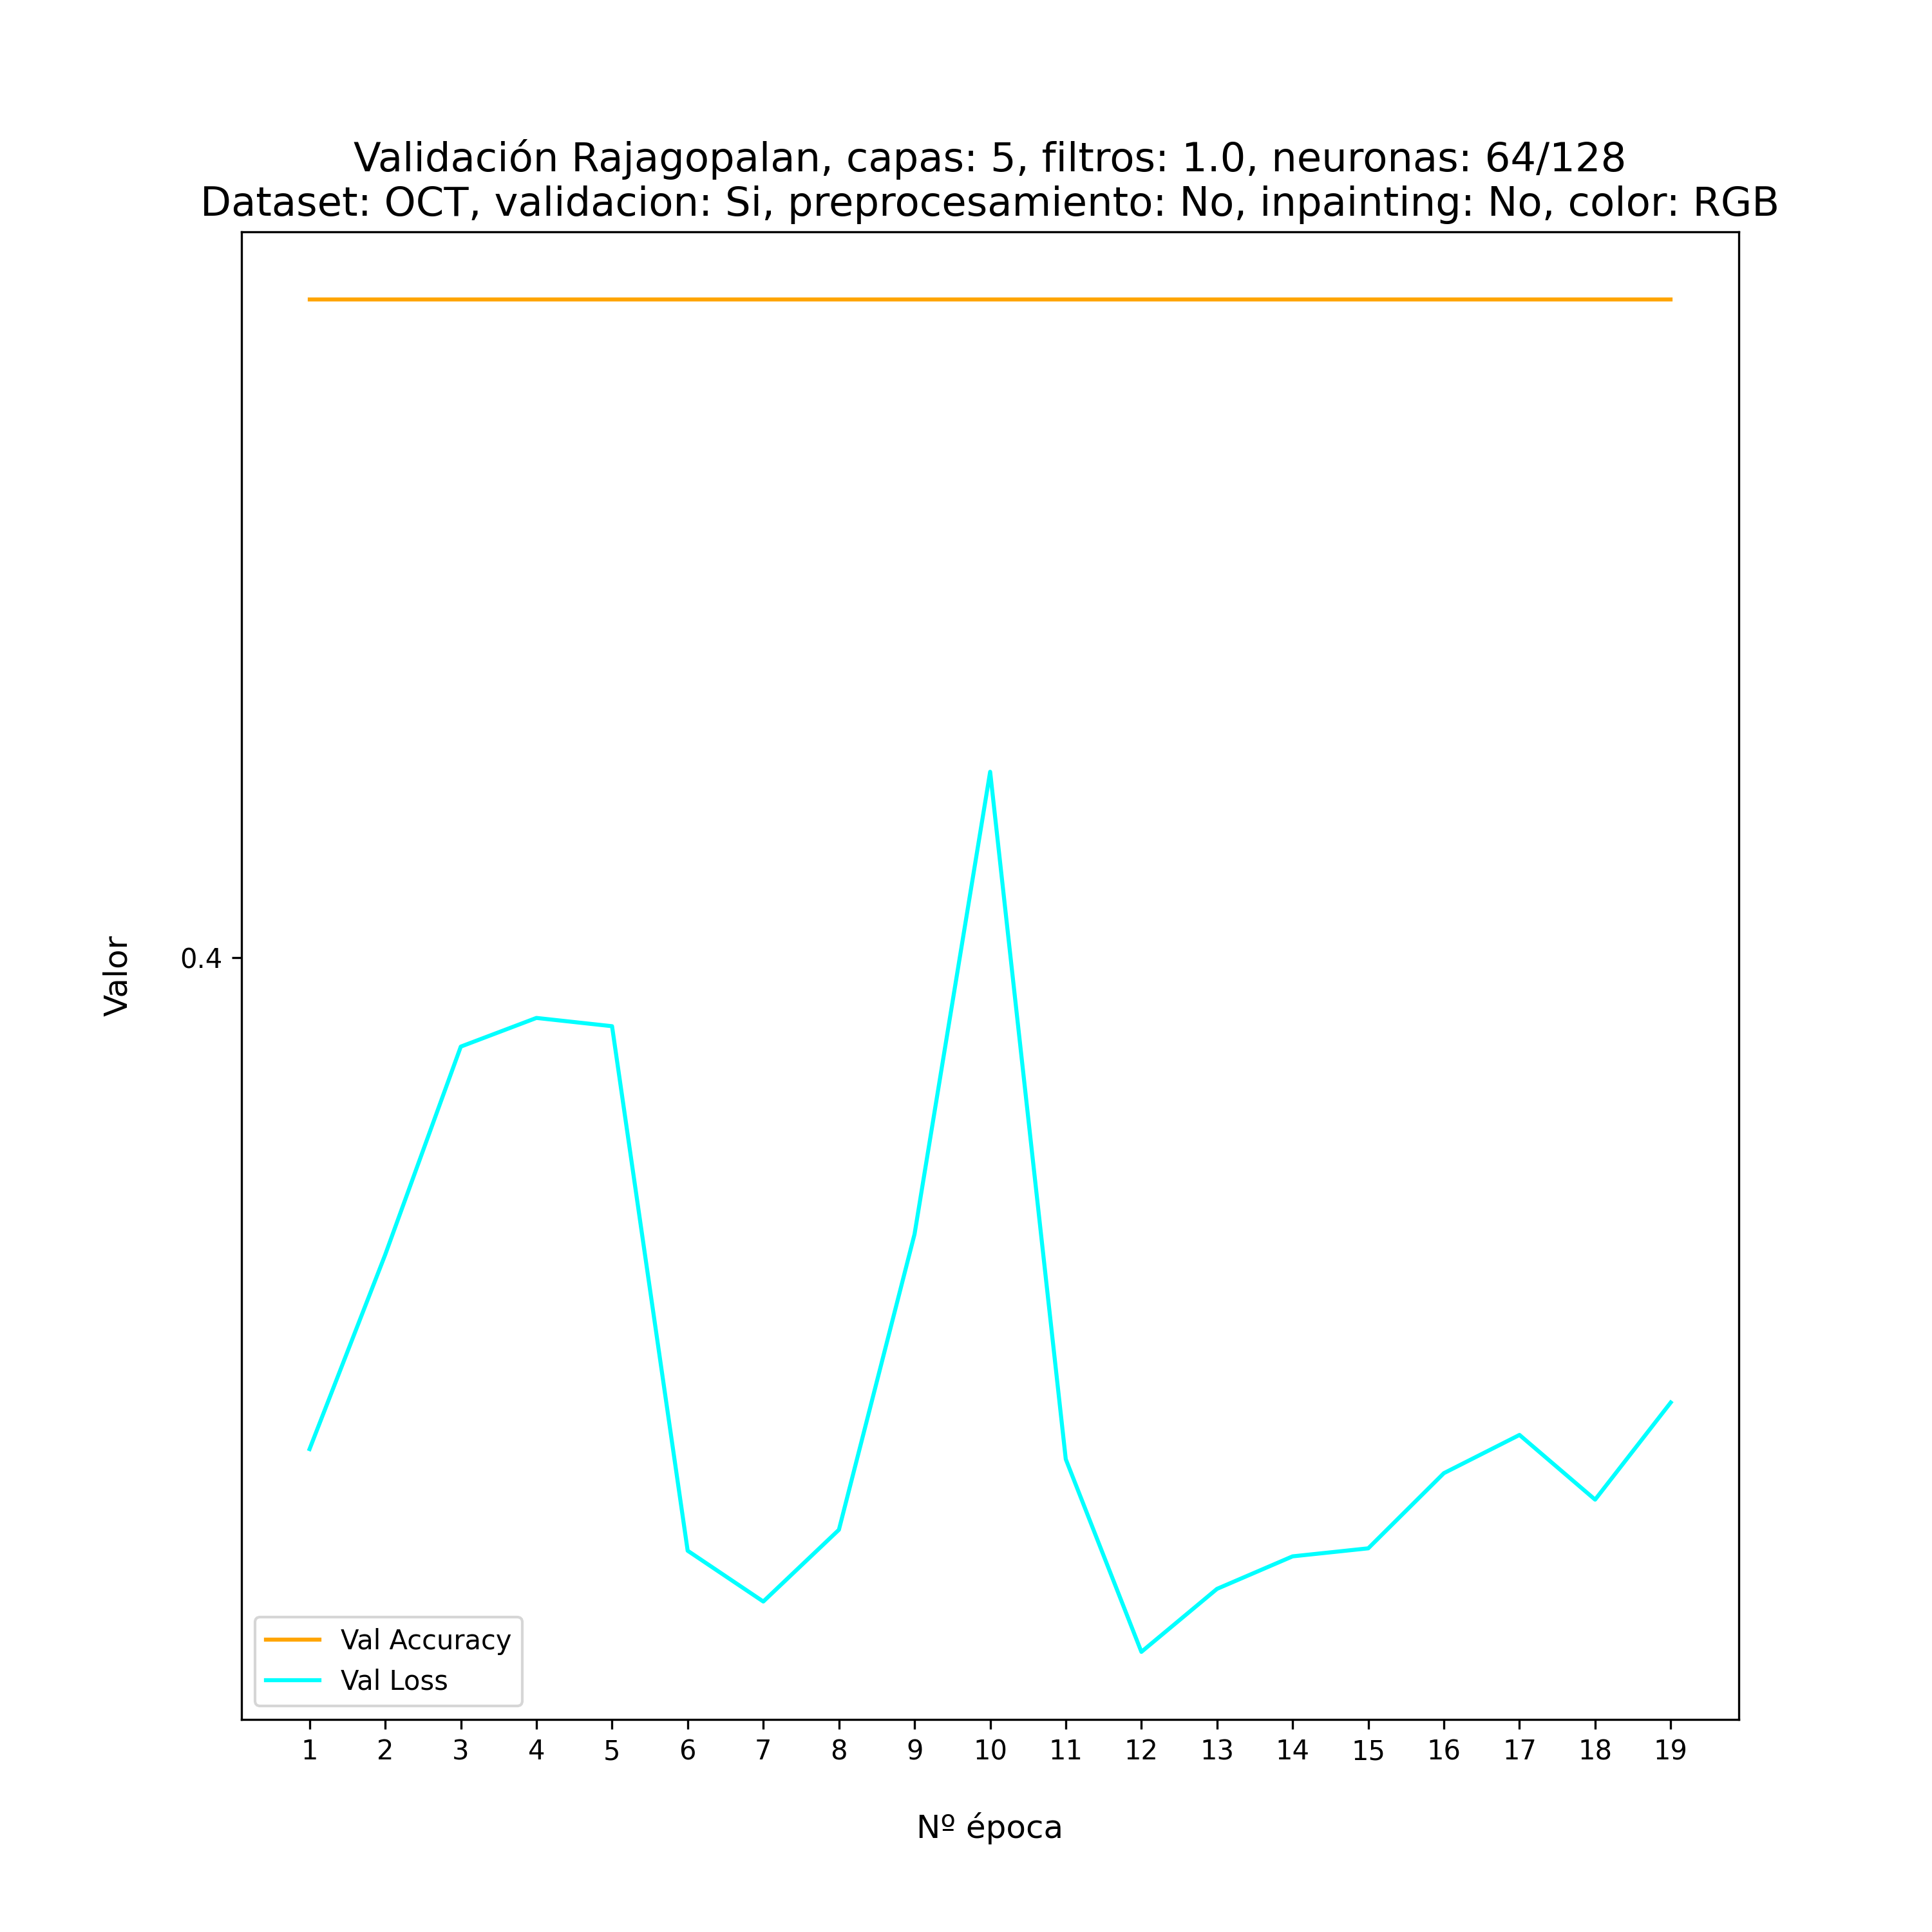 Validación Rajagopalan, capas: 5, filtros: 1.0, neuronas: 64/128
Dataset: OCT, validacion: Si, preprocesamiento: No, inpainting: No, color: RGB
Valor
0.4
Val Accuracy
Val Loss
1 2 3 4 5 6 7 8 9 10 11 12 13 14 15 16 17 18 19
Nº época